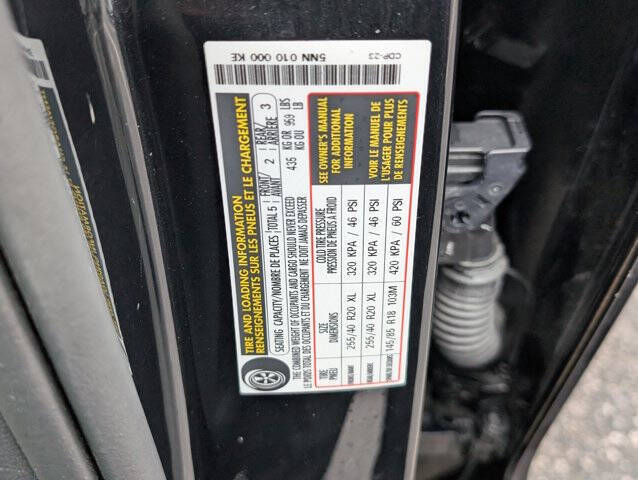 5NN 010 000 KE
CDP-23
TIRE AND LOADING INFORMATION
RENSEIGNEMENTS SUR LES PNEUS ET LE CHARGEMENT
SEATING CAPACITY/NOMBRE DE PLACES TOTAL 5 FRONT/AVANT 2 REAR/ARRIÈRE 3
THE COMBINED WEIGHT OF OCCUPANTS AND CARGO SHOULD NEVER EXCEED 435 KG OR 959 LBS
LE POIDS TOTAL DES OCCUPANTS ET DU CHARGEMENT NE DOIT JAMAIS DEPASSER KG OU LB
TIRE
PNEU
SIZE
DIMENSIONS
COLD TIRE PRESSURE
PRESSION DE PNEUS A FROID
SEE OWNER'S MANUAL
FOR ADDITIONAL
INFORMATION
255/40 R20 XL 320 KPA / 46 PSI
255/40 R20 XL 320 KPA / 46 PSI
145/85 R18 103M 420 KPA / 60 PSI
VOIR LE MANUEL DE
L'USAGER POUR PLUS
DE RENSEIGNEMENTS